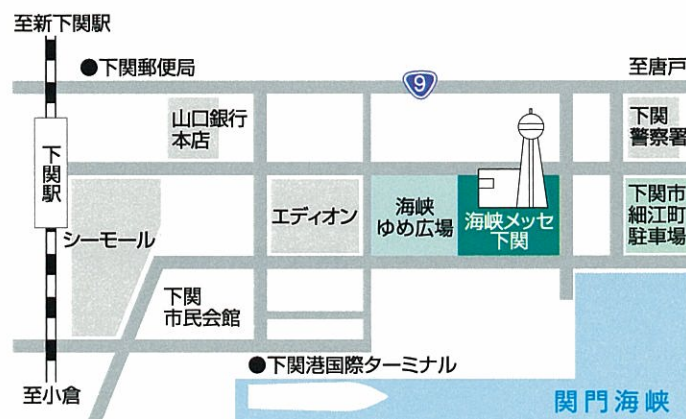 至新下関駅
●下関郵便局
9
至唐戸
山口銀行
本店
下関
警察署
下関駅
シーモール
エディオン
海峡
ゆめ広場
海峡メッセ
下関
下関市
細江町
駐車場
下関
市民会館
●下関港国際ターミナル
至小倉
関門海峡